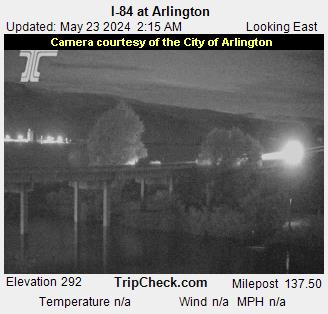 I-84 at Arlington
Updated: May 23 2024 2:15 AM Looking East
Camera courtesy of the City of Arlington
Elevation 292 TripCheck.com Milepost 137.50
Temperature n/a Wind n/a MPH n/a